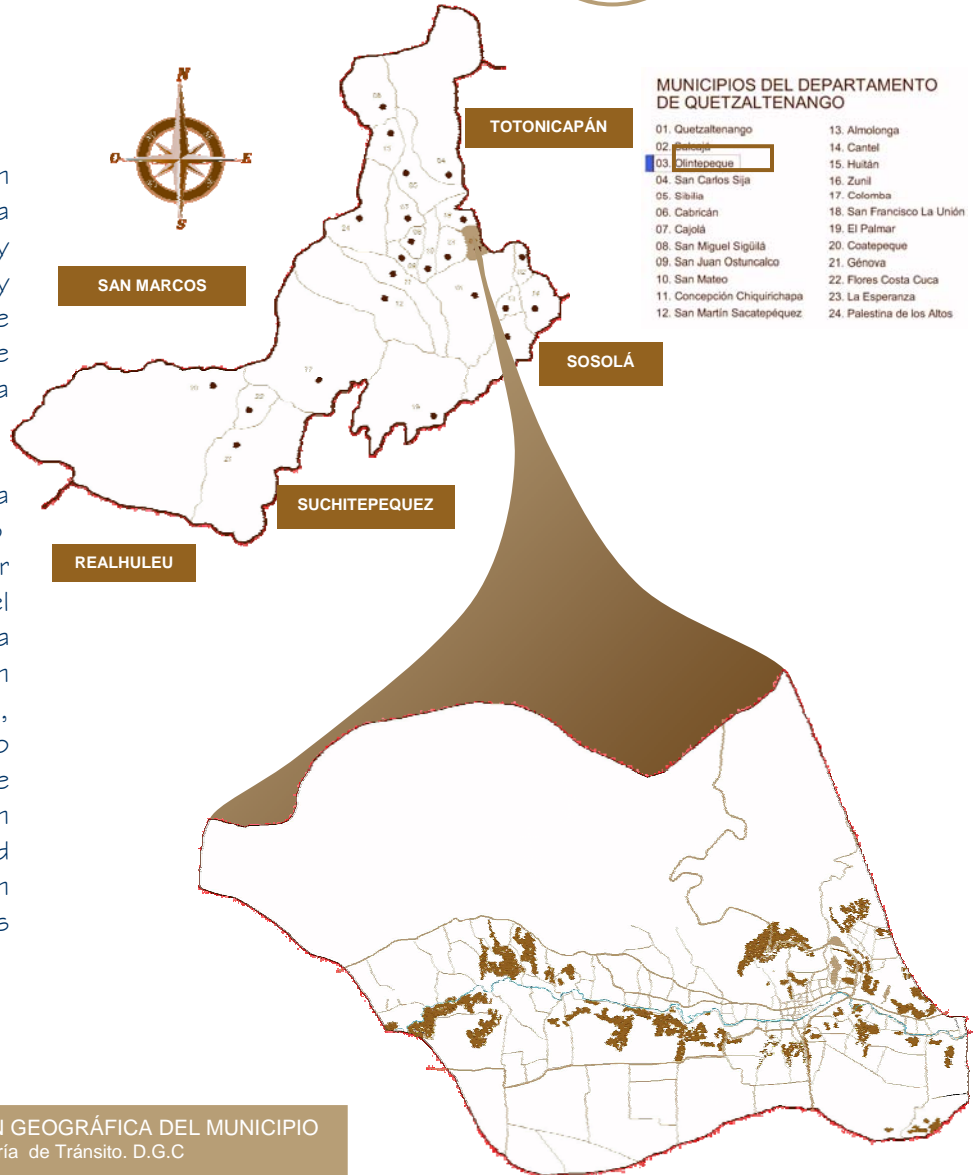 N
O
E
S
TOTONICAPÁN
SAN MARCOS
SOSOLÁ
SUCHITEPEQUEZ
REALHULEU
MUNICIPIOS DEL DEPARTAMENTO
DE QUETZALTENANGO
01. Quetzaltenango
02. Salcajá
03. Olintepeque
04. San Carlos Sija
05. Sibilia
06. Cabricán
07. Cajolá
08. San Miguel Sigüilá
09. San Juan Ostuncalco
10. San Mateo
11. Concepción Chiquirichapa
12. San Martín Sacatepéquez
13. Almolonga
14. Cantel
15. Huitán
16. Zunil
17. Colomba
18. San Francisco La Unión
19. El Palmar
20. Coatepeque
21. Génova
22. Flores Costa Cuca
23. La Esperanza
24. Palestina de los Altos
n
a
y
y
e
e
a
a
r
el
a
n
,
o
e
n
d
n
s
N GEOGRÁFICA DEL MUNICIPIO
ría de Tránsito. D.G.C